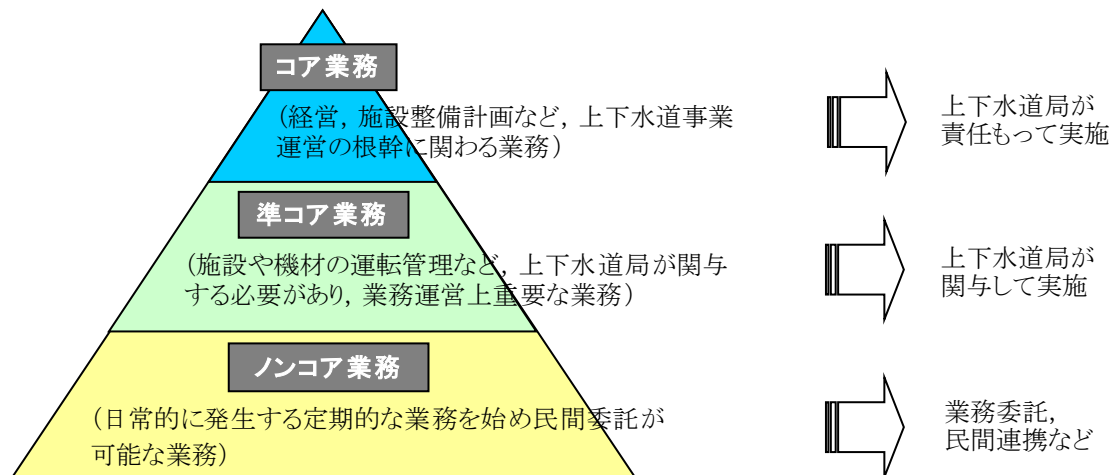 コア業務
(経営, 施設整備計画など, 上下水道事業
運営の根幹に関わる業務)
上下水道局が
責任もって実施
準コア業務
(施設や機材の運転管理など, 上下水道局が関与
する必要があり, 業務運営上重要な業務)
上下水道局が
関与して実施
ノンコア業務
(日常的に発生する定期的な業務を始め民間委託が
可能な業務)
業務委託,
民間連携など